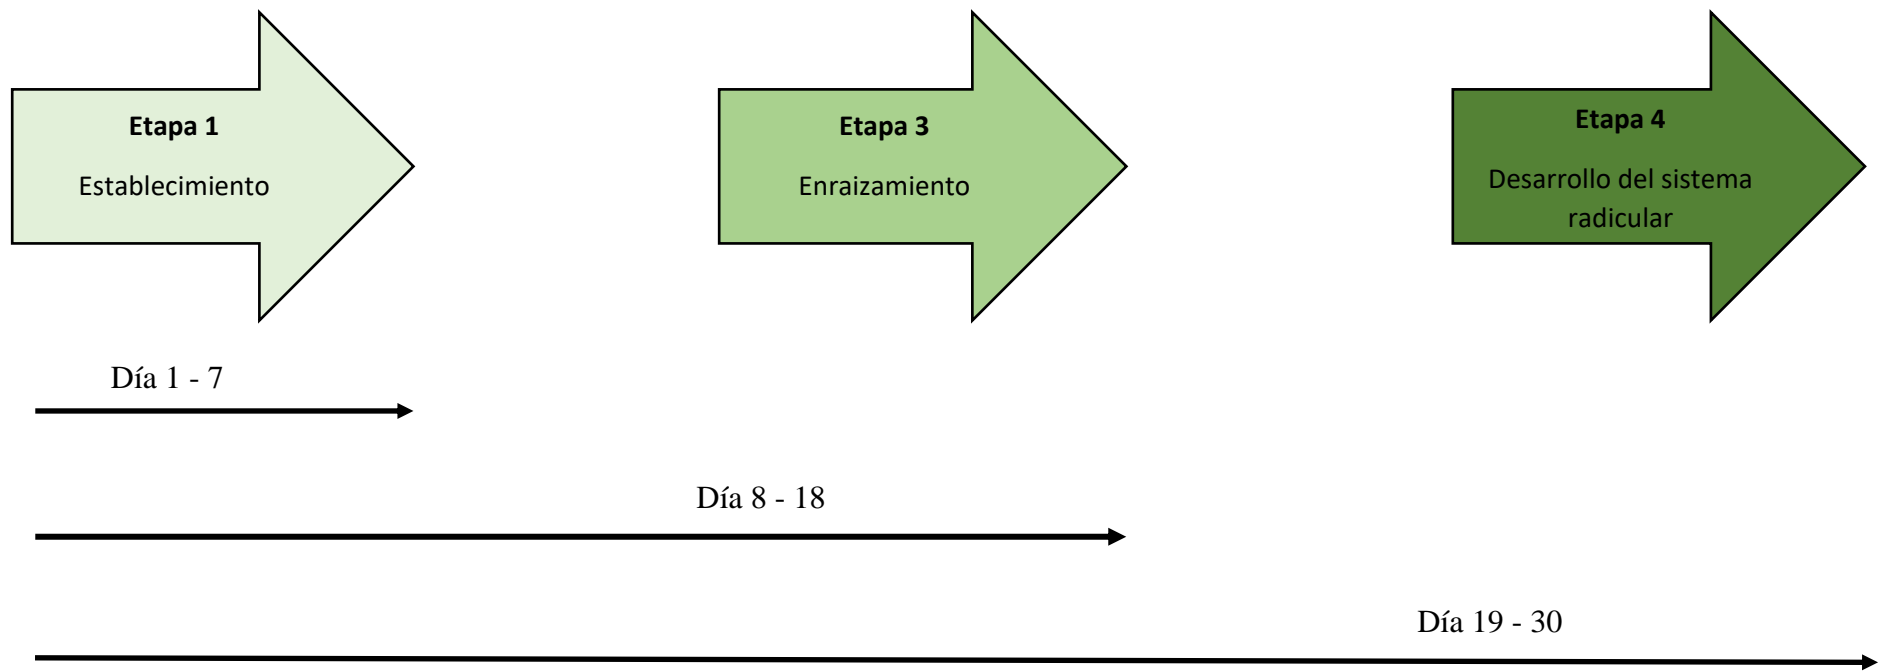 Etapa 1
Establecimiento
Etapa 3
Enraizamiento
Etapa 4
Desarrollo del sistema
radicular
Día 1 - 7
Día 8 - 18
Día 19 - 30